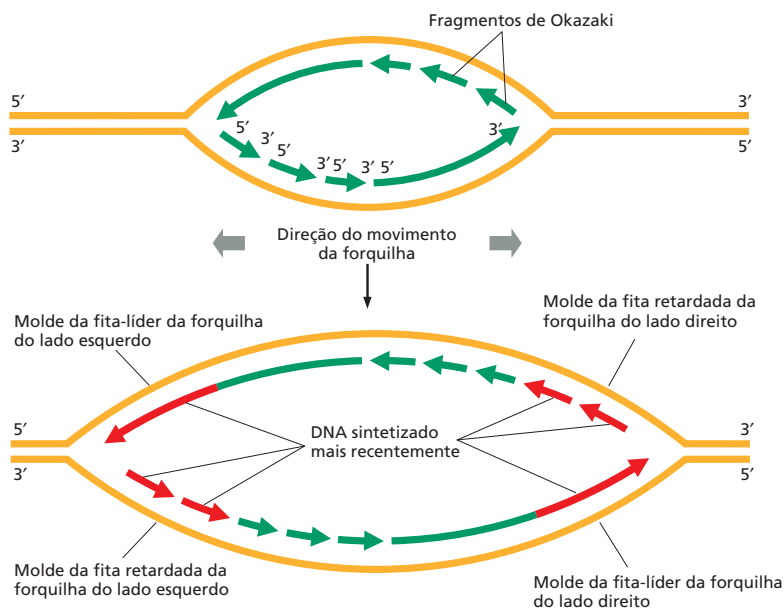 Fragmentos de Okazaki
5′
3′
3′
5′
5′
3′
5′
3′ 5′
3′ 5′
3′
Direção do movimento
da forquilha
Molde da fita-líder da forquilha
do lado esquerdo
Molde da fita retardada da
forquilha do lado direito
5′
3′
3′
5′
DNA sintetizado
mais recentemente
Molde da fita retardada da
forquilha do lado esquerdo
Molde da fita-líder da forquilha
do lado direito